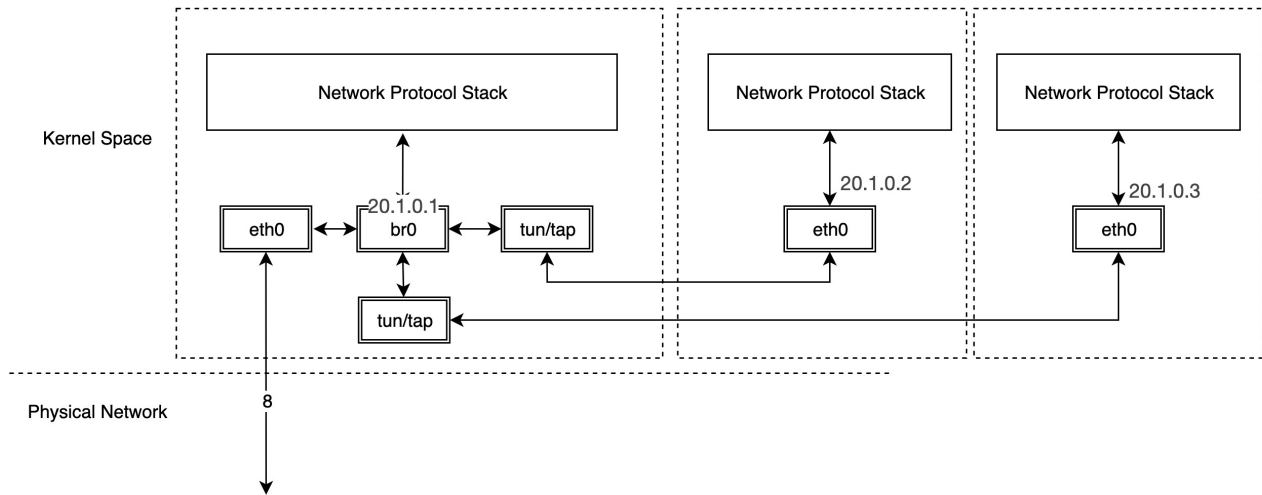 Network Protocol Stack
Network Protocol Stack
Network Protocol Stack
Kernel Space
20.1.0.2
20.1.0.3
20.1.0.1
eth0
br0
tun/tap
eth0
eth0
tun/tap
8
Physical Network